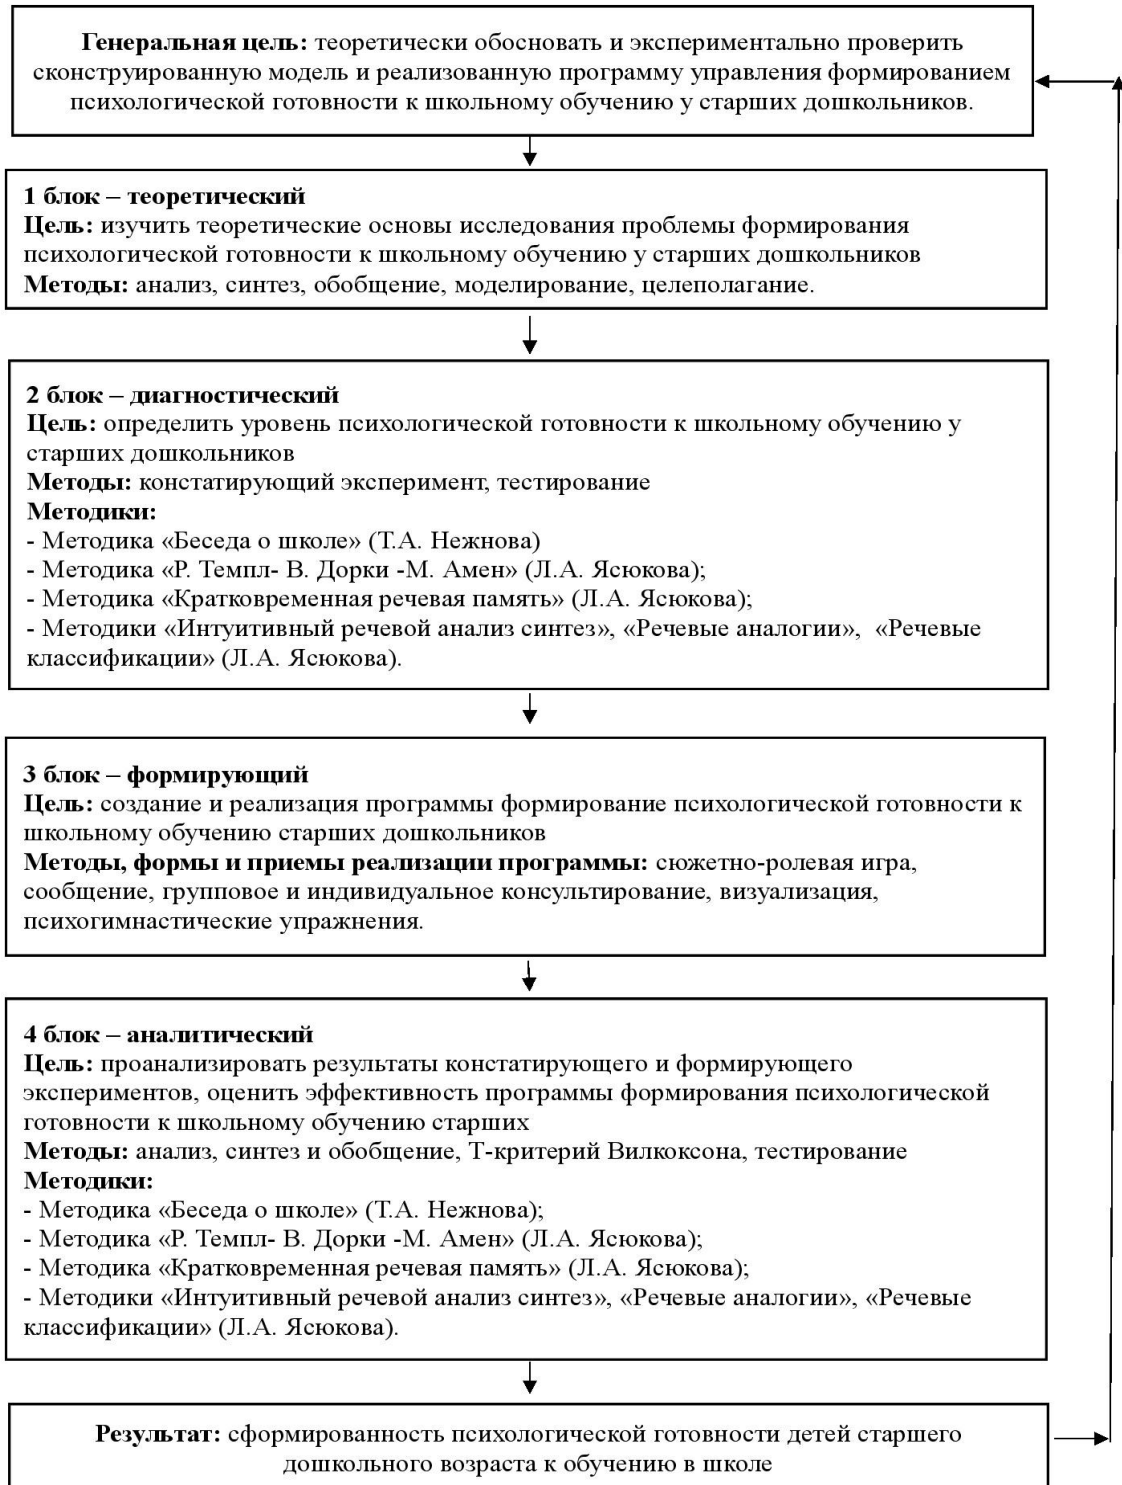 Генеральная цель: теоретически обосновать и экспериментально проверить
сконструированную модель и реализованную программу управления формированием
психологической готовности к школьному обучению у старших дошкольников.
1 блок – теоретический
Цель: изучить теоретические основы исследования проблемы формирования
психологической готовности к школьному обучению у старших дошкольников
Методы: анализ, синтез, обобщение, моделирование, целеполагание.
2 блок – диагностический
Цель: определить уровень психологической готовности к школьному обучению у
старших дошкольников
Методы: констатирующий эксперимент, тестирование
Методики:
- Методика «Беседа о школе» (Т.А. Нежнова)
- Методика «Р. Темпл- В. Дорки -М. Амен» (Л.А. Ясюкова);
- Методика «Кратковременная речевая память» (Л.А. Ясюкова);
- Методики «Интуитивный речевой анализ синтез», «Речевые аналогии», «Речевые
классификации» (Л.А. Ясюкова).
3 блок – формирующий
Цель: создание и реализация программы формирование психологической готовности к
школьному обучению старших дошкольников
Методы, формы и приемы реализации программы: сюжетно-ролевая игра,
сообщение, групповое и индивидуальное консультирование, визуализация,
психогимнастические упражнения.
4 блок – аналитический
Цель: проанализировать результаты констатирующего и формирующего
экспериментов, оценить эффективность программы формирования психологической
готовности к школьному обучению старших
Методы: анализ, синтез и обобщение, Т-критерий Вилкоксона, тестирование
Методики:
- Методика «Беседа о школе» (Т.А. Нежнова);
- Методика «Р. Темпл- В. Дорки -М. Амен» (Л.А. Ясюкова);
- Методика «Кратковременная речевая память» (Л.А. Ясюкова);
- Методики «Интуитивный речевой анализ синтез», «Речевые аналогии», «Речевые
классификации» (Л.А. Ясюкова).
Результат: сформированность психологической готовности детей старшего
дошкольного возраста к обучению в школе